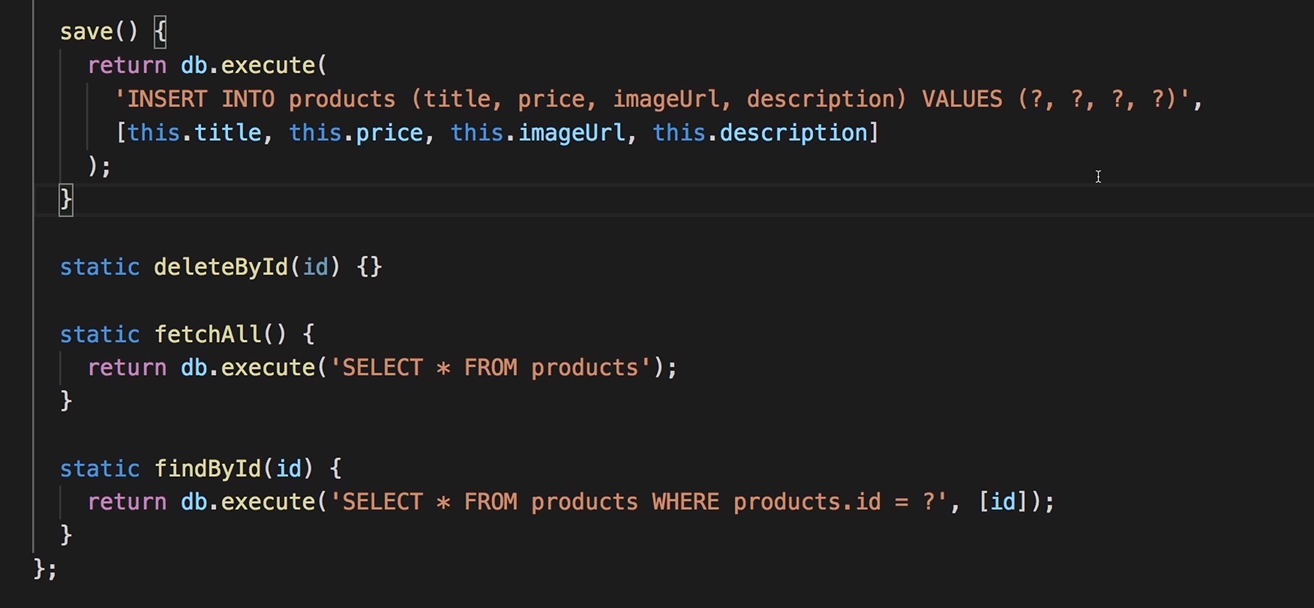 save() {
return db.execute(
'INSERT INTO products (title, price, imageUrl, description) VALUES (?, ?, ?, ?)',
[this.title, this.price, this.imageUrl, this.description]
);
}
static deleteById(id) {}
static fetchAll() {
return db.execute('SELECT * FROM products');
}
static findById(id) {
return db.execute('SELECT * FROM products WHERE products.id = ?', [id]);
}
};